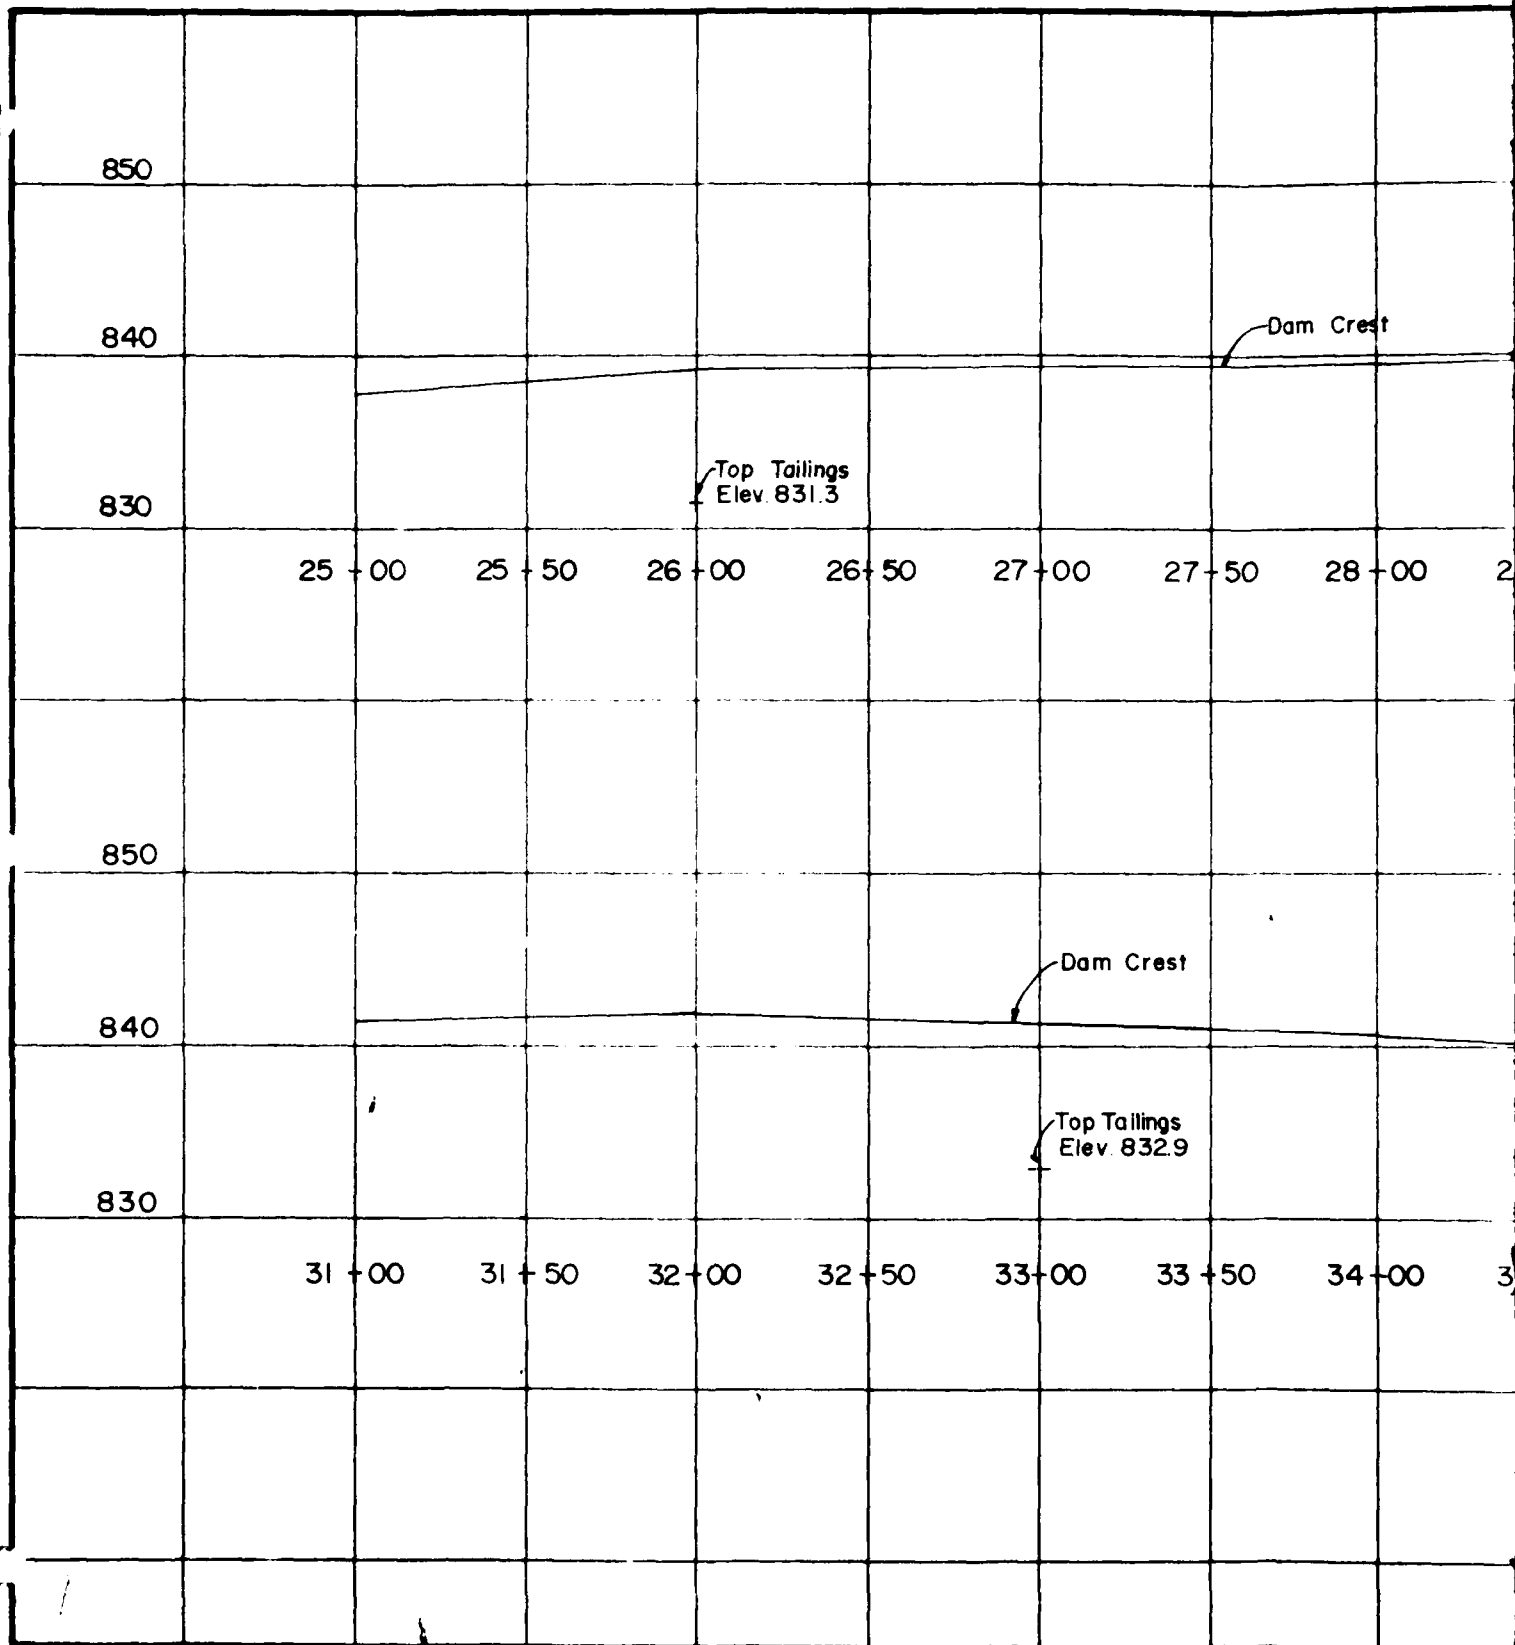 850
840
Dam Crest
Top Tailings
Elev. 831.3
830
25+00 25+50 26+00 26+50 27+00 27+50 28+00 2
850
Dam Crest
840
Top Tailings
Elev. 832.9
830
31+00 31+50 32+00 32+50 33+00 33+50 34+00 3